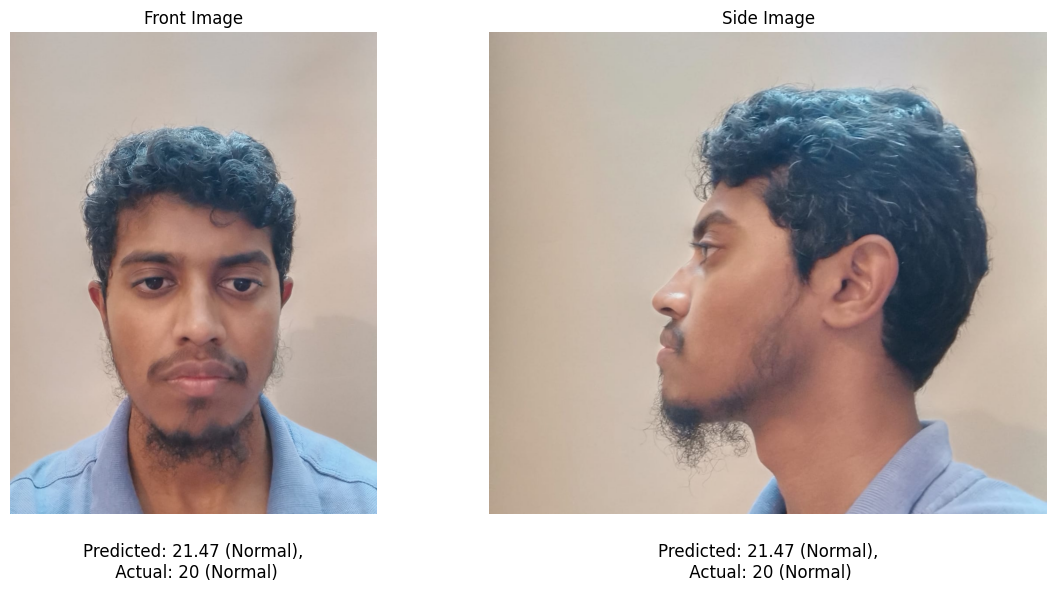 Front Image
Side Image
Predicted: 21.47 (Normal),
Actual: 20 (Normal)
Predicted: 21.47 (Normal),
Actual: 20 (Normal)